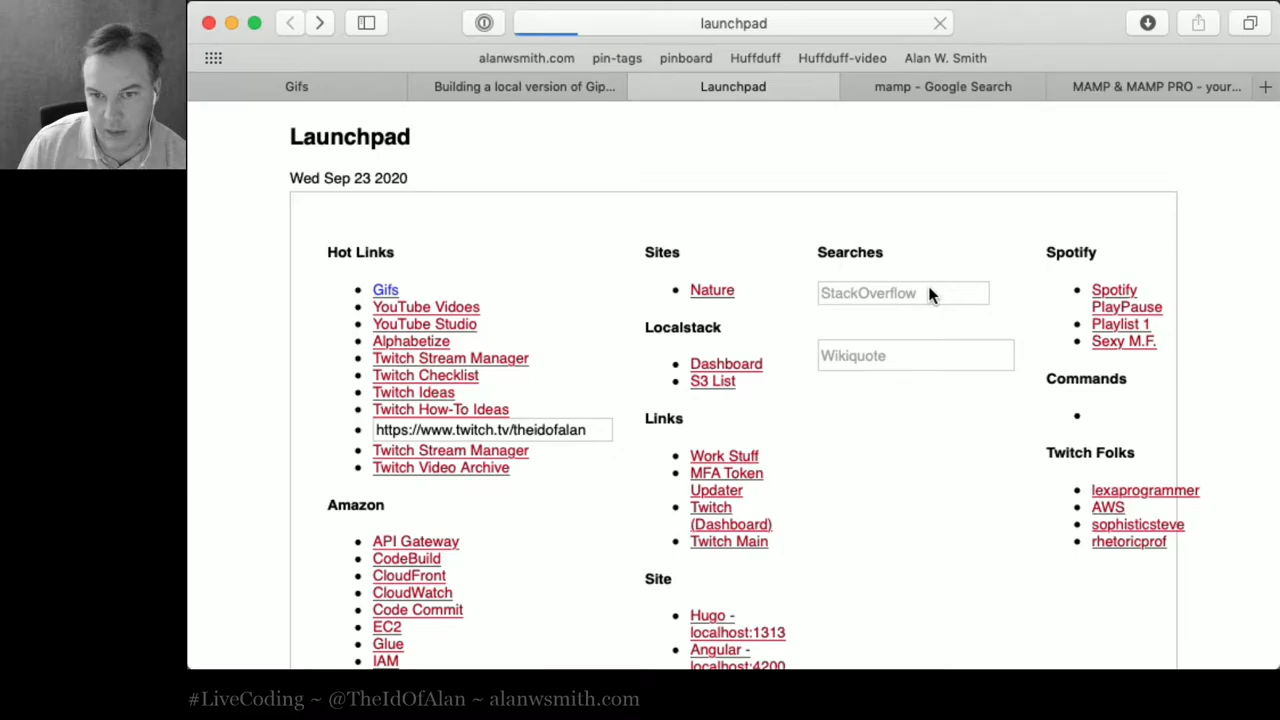 launchpad
alanwsmith.com pin-tags pinboard Huffduff Huffduff-video Alan W. Smith
Gifs Building a local version of Gip... Launchpad mamp - Google Search MAMP & MAMP PRO - your...
Launchpad
Wed Sep 23 2020
Hot Links
Gifs
YouTube Vidoes
YouTube Studio
Alphabetize
Twitch Stream Manager
Twitch Checklist
Twitch Ideas
Twitch How-To Ideas
https://www.twitch.tv/theidofalan
Twitch Stream Manager
Twitch Video Archive
Amazon
API Gateway
CodeBuild
CloudFront
CloudWatch
Code Commit
EC2
Glue
IAM
Sites
Nature
Localstack
Dashboard
S3 List
Links
Work Stuff
MFA Token
Updater
Twitch
(Dashboard)
Twitch Main
Site
Hugo -
localhost:1313
Angular -
localhost:4200
Searches
StackOverflow
Wikiquote
Spotify
Spotify
PlayPause
Playlist 1
Sexy M.F.
Commands
Twitch Folks
lexaprogrammer
AWS
sophisticsteve
rhetoricprof
#LiveCoding ~ @TheIdOfAlan ~ alanwsmith.com